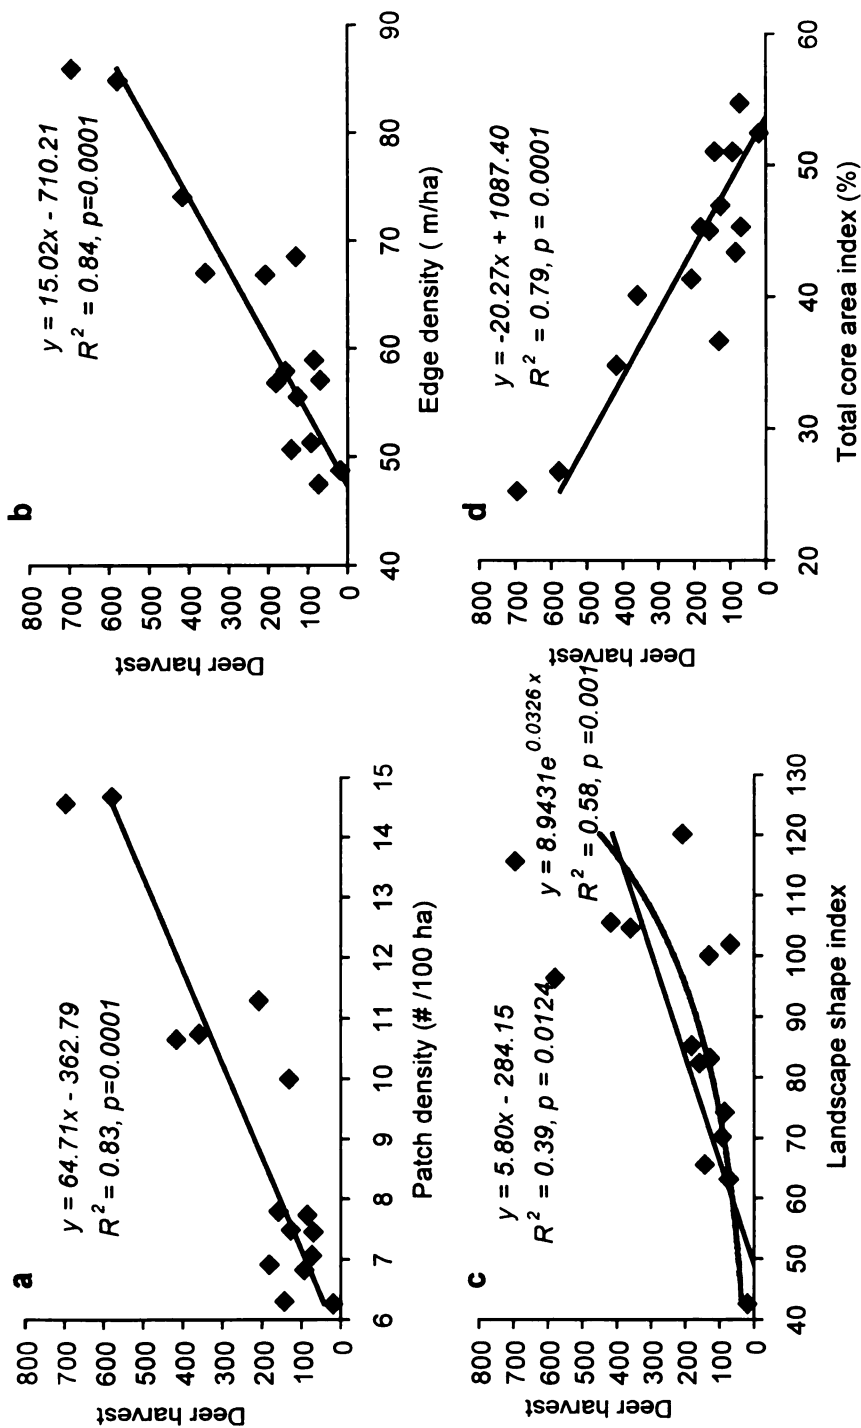 a
y = 64.71x - 362.79
R² = 0.83, p=0.0001
800
700
600
500
400
300
200
100
0
Deer harvest
6 7 8 9 10 11 12 13 14 15
Patch density (# /100 ha)
b
y = 15.02x - 710.21
R² = 0.84, p=0.0001
800
700
600
500
400
300
200
100
0
Deer harvest
40 50 60 70 80 90
Edge density ( m/ha)
c
y = 5.80x - 284.15
R² = 0.39, p = 0.0124
y = 8.9431e^0.0326x
R² = 0.58, p =0.001
800
700
600
500
400
300
200
100
0
Deer harvest
40 50 60 70 80 90 100 110 120 130
Landscape shape index
d
y = -20.27x + 1087.40
R² = 0.79, p = 0.0001
800
700
600
500
400
300
200
100
0
Deer harvest
20 30 40 50 60
Total core area index (%)